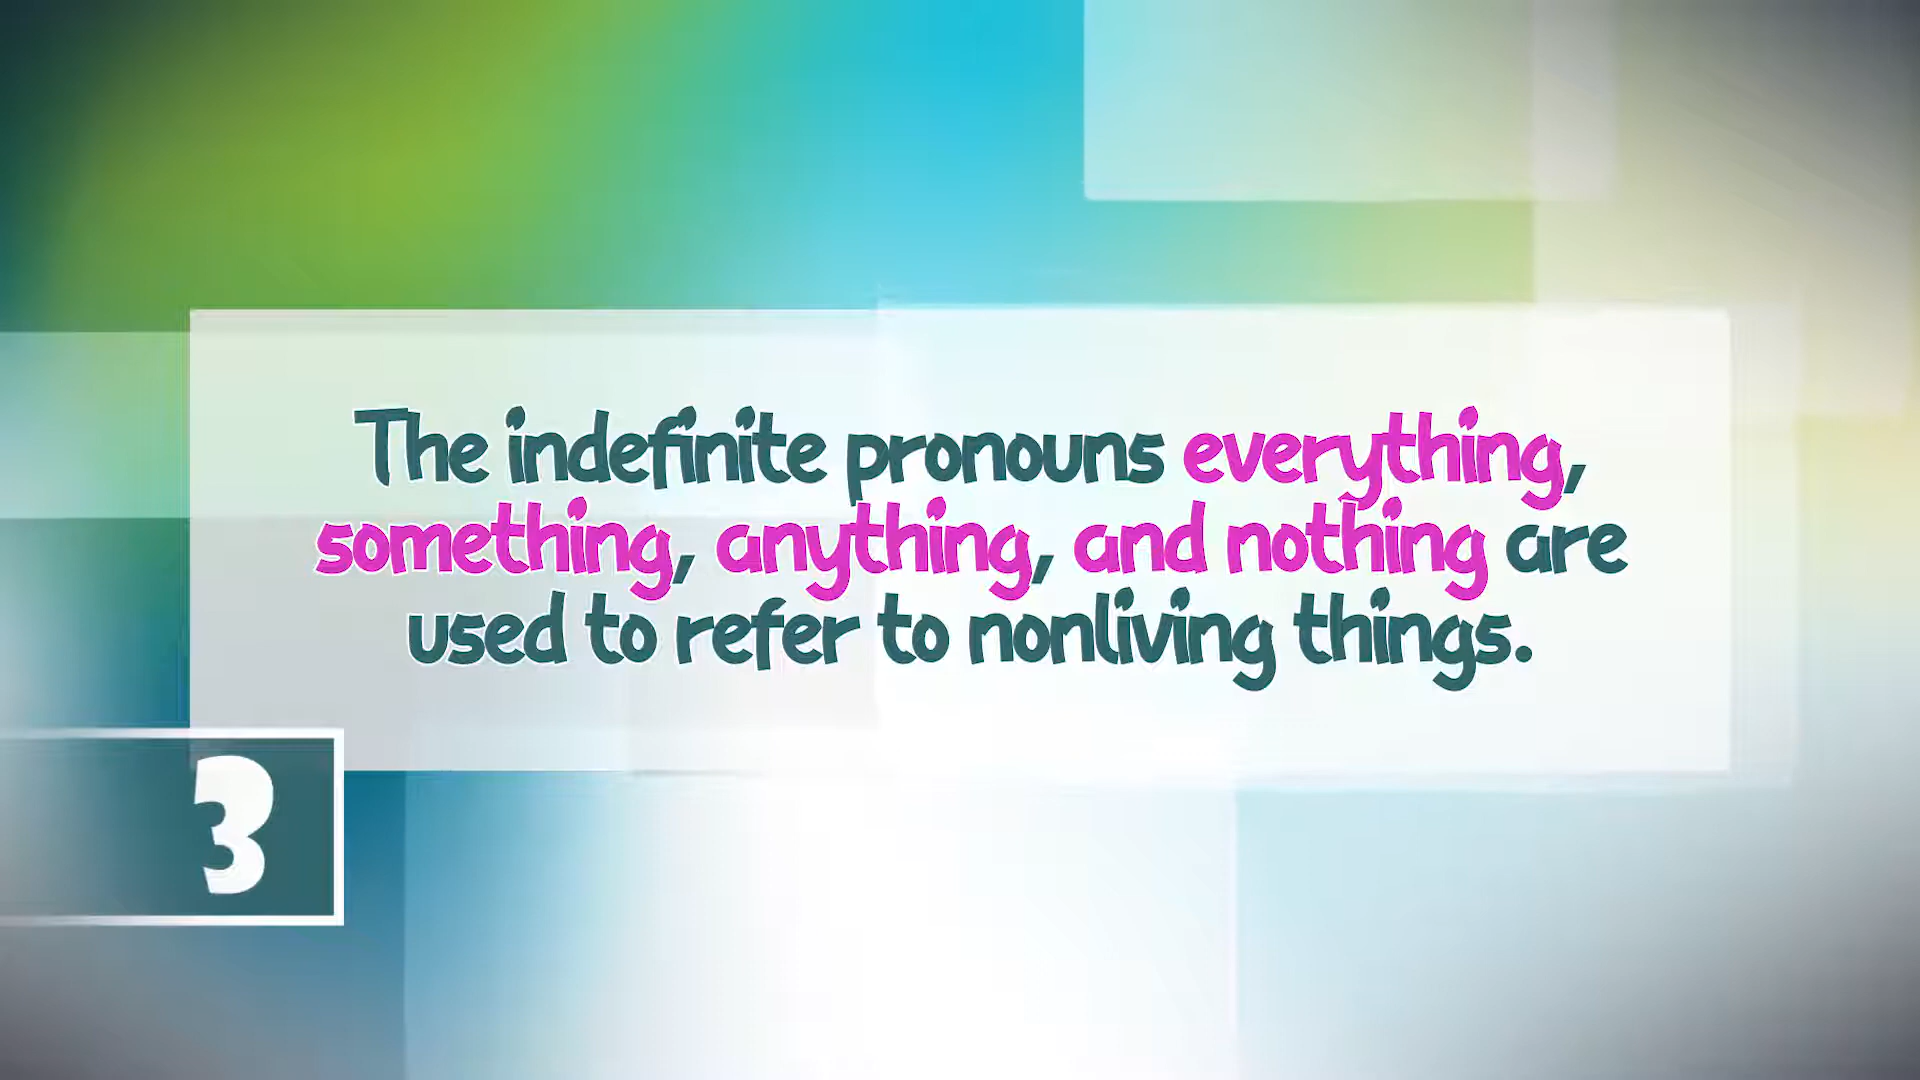 The indefinite pronouns everything,
something, anything, and nothing are
used to refer to nonliving things.
3